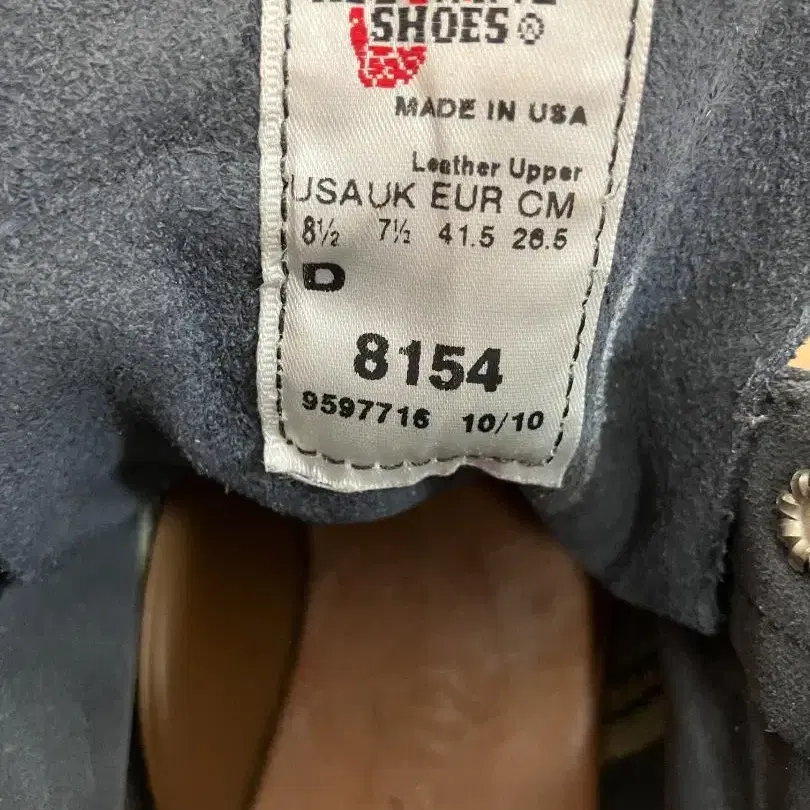 SHOES®
MADE IN USA
Leather Upper
USA UK EUR CM
8½ 7½ 41.5 26.5
D
8154
9597716 10/10